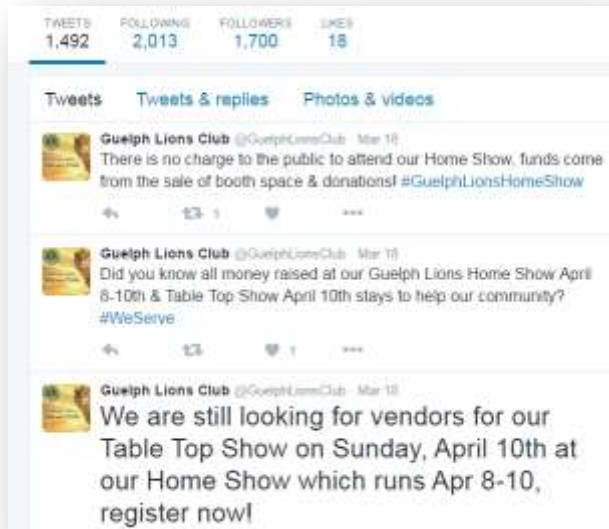 TWEETS FOLLOWING FOLLOWERS LIKES
1,492 2,013 1,700 18
Tweets Tweets & replies Photos & videos
Guelph Lions Club @GuelphLionsClub · Mar 18
There is no charge to the public to attend our Home Show, funds come
from the sale of booth space & donations! #GuelphLionsHomeShow
1
Guelph Lions Club @GuelphLionsClub · Mar 18
Did you know all money raised at our Guelph Lions Home Show April
8-10th & Table Top Show April 10th stays to help our community?
#WeServe
1
Guelph Lions Club @GuelphLionsClub · Mar 18
We are still looking for vendors for our
Table Top Show on Sunday, April 10th at
our Home Show which runs Apr 8-10,
register now!